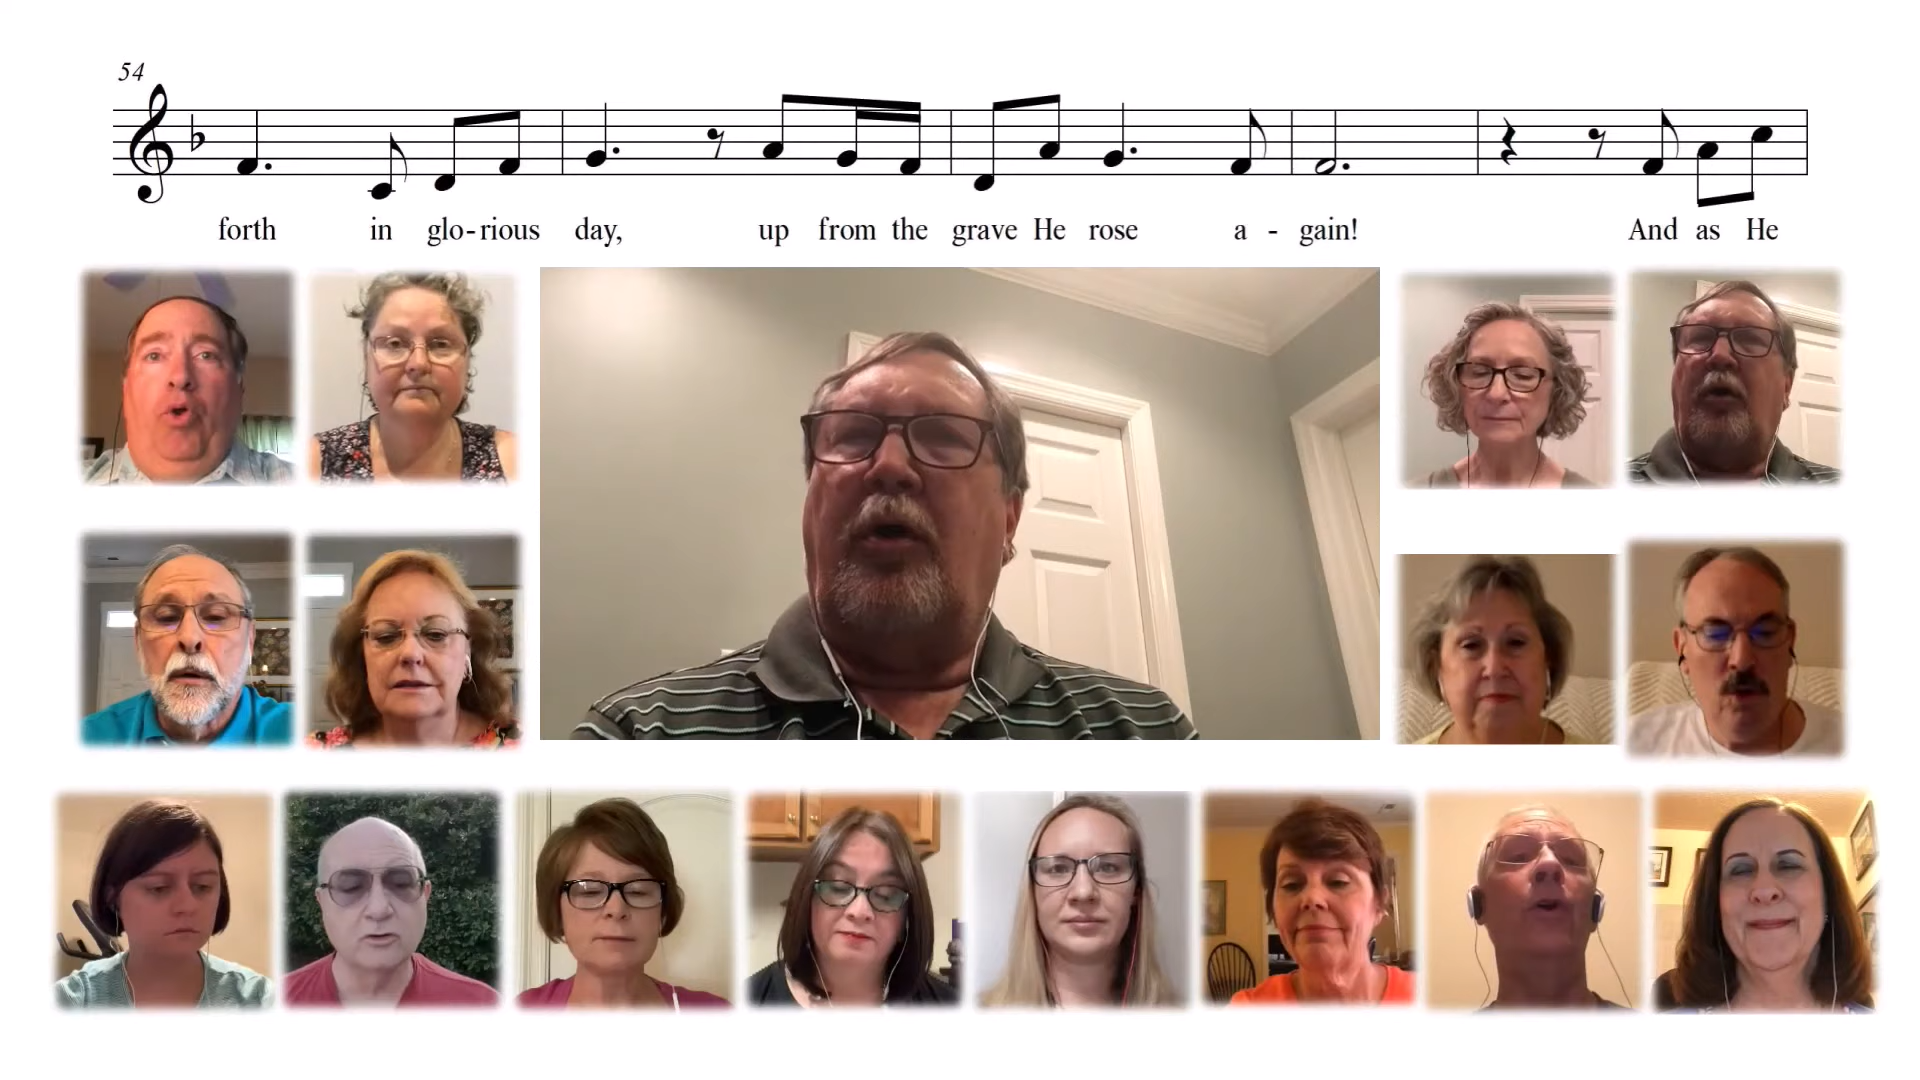 54
forth in glo-rious day, up from the grave He rose a - gain! And as He